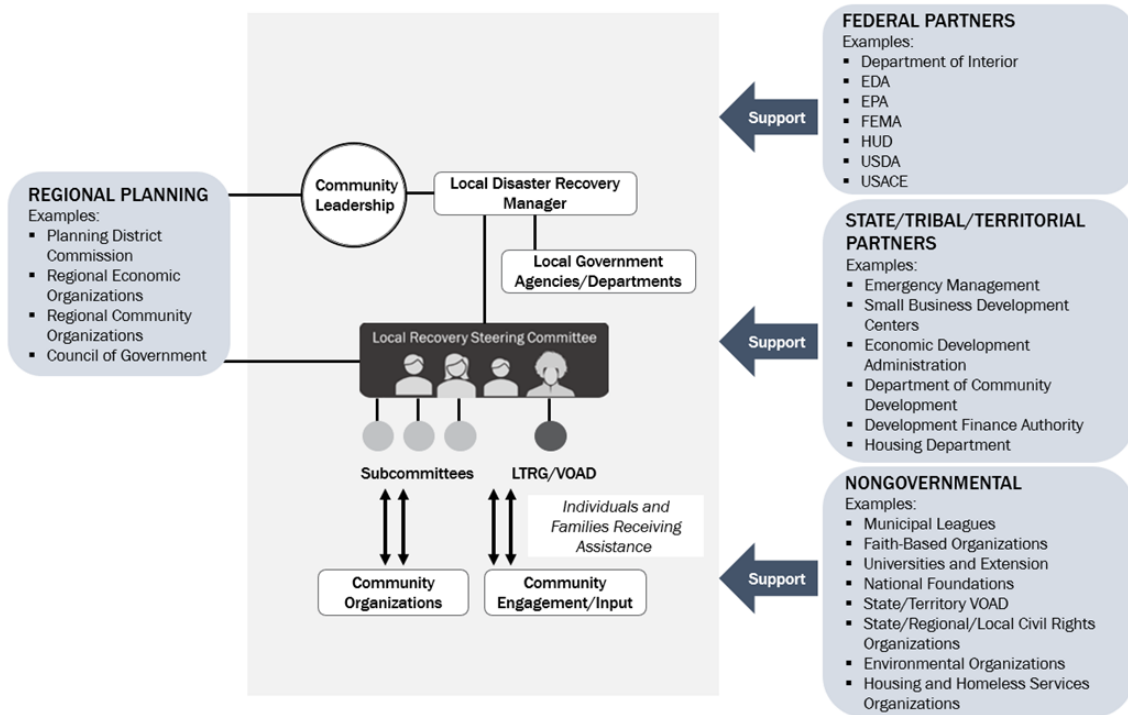 FEDERAL PARTNERS
Examples:
▪ Department of Interior
▪ EDA
▪ EPA
▪ FEMA
▪ HUD
▪ USDA
▪ USACE
Support
Community
Leadership
Local Disaster Recovery
Manager
REGIONAL PLANNING
Examples:
▪ Planning District
Commission
▪ Regional Economic
Organizations
▪ Regional Community
Organizations
▪ Council of Government
Local Government
Agencies/Departments
STATE/TRIBAL/TERRITORIAL
PARTNERS
Examples:
▪ Emergency Management
▪ Small Business Development
Centers
▪ Economic Development
Administration
▪ Department of Community
Development
▪ Development Finance Authority
▪ Housing Department
Support
Local Recovery Steering Committee
Subcommittees
LTRG/VOAD
Individuals and
Families Receiving
Assistance
Community
Organizations
Community
Engagement/Input
Support
NONGOVERNMENTAL
Examples:
▪ Municipal Leagues
▪ Faith-Based Organizations
▪ Universities and Extension
▪ National Foundations
▪ State/Territory VOAD
▪ State/Regional/Local Civil Rights
Organizations
▪ Environmental Organizations
▪ Housing and Homeless Services
Organizations